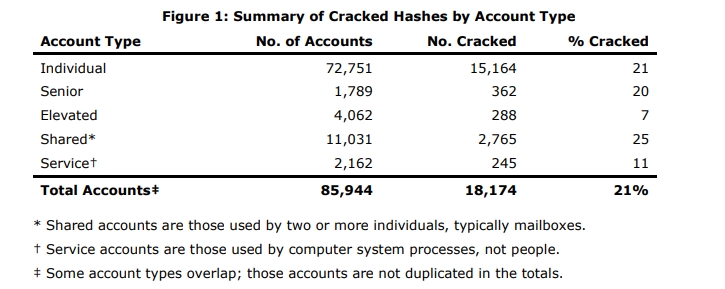 Figure 1: Summary of Cracked Hashes by Account Type
Account Type No. of Accounts No. Cracked % Cracked
Individual 72,751 15,164 21
Senior 1,789 362 20
Elevated 4,062 288 7
Shared* 11,031 2,765 25
Service† 2,162 245 11
Total Accounts‡ 85,944 18,174 21%
* Shared accounts are those used by two or more individuals, typically mailboxes.
† Service accounts are those used by computer system processes, not people.
‡ Some account types overlap; those accounts are not duplicated in the totals.